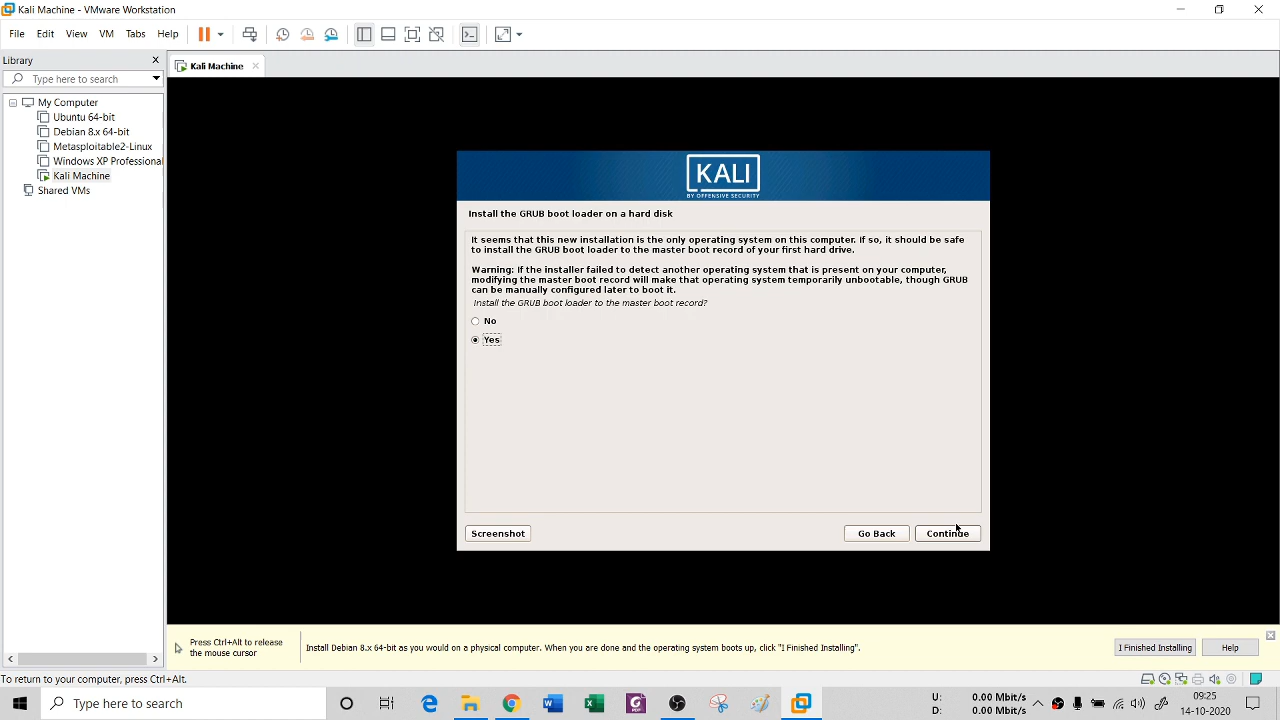 Kali Machine - VMware Workstation
File Edit View VM Tabs Help
Library
Type here to search
Kali Machine
My Computer
Ubuntu 64-bit
Debian 8.x 64-bit
Metasploitable2-Linux
Windows XP Professional
Kali Machine
Shared VMs
KALI
BY OFFENSIVE SECURITY
Install the GRUB boot loader on a hard disk
It seems that this new installation is the only operating system on this computer. If so, it should be safe
to install the GRUB boot loader to the master boot record of your first hard drive.
Warning: If the installer failed to detect another operating system that is present on your computer,
modifying the master boot record will make that operating system temporarily unbootable, though GRUB
can be manually configured later to boot it.
Install the GRUB boot loader to the master boot record?
No
Yes
Screenshot Go Back Continue
Press Ctrl+Alt to release
the mouse cursor
Install Debian 8.x 64-bit as you would on a physical computer. When you are done and the operating system boots up, click "I Finished Installing".
I Finished Installing Help
To return to your computer, press Ctrl+Alt.
Type here to search
U: 0.00 Mbit/s
D: 0.00 Mbit/s
09:25
14-10-2020